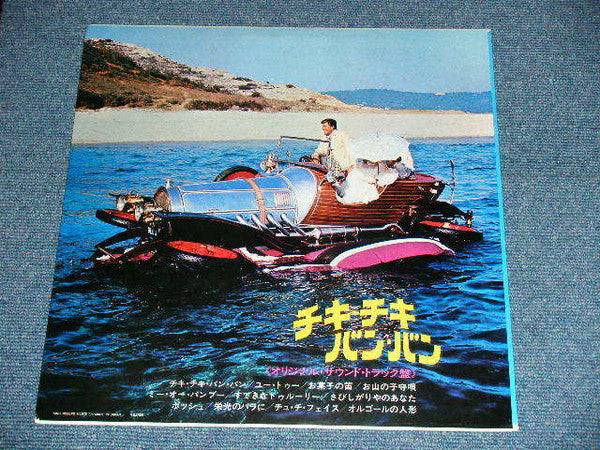 チキ・チキ
バン・バン
《オリジナル・サウンド・トラック盤》
チキ・チキ・バン・バン／ユー・トゥー／お菓子の笛／お山の子守唄
ミー・オー・バンブー／すてきなトゥルーリー／さびしがりやのあなた
ポッシュ／栄光のバラに／チュ・チ・フェイス／オルゴールの人形